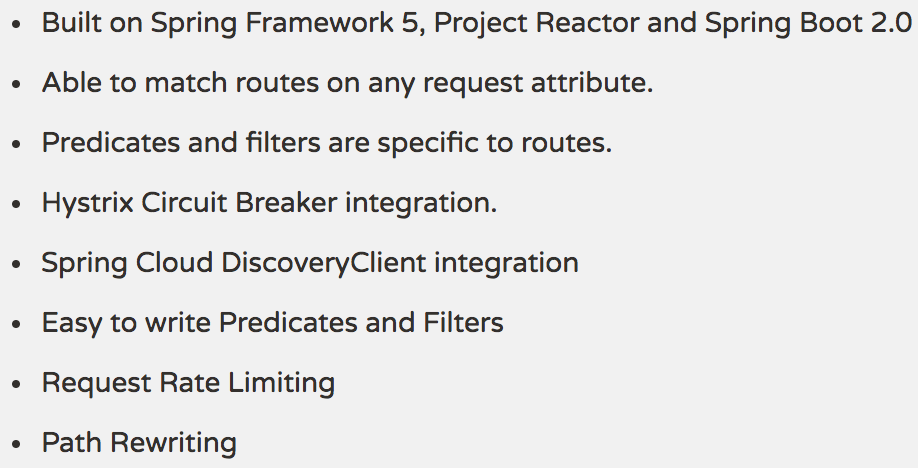 • Built on Spring Framework 5, Project Reactor and Spring Boot 2.0
• Able to match routes on any request attribute.
• Predicates and filters are specific to routes.
• Hystrix Circuit Breaker integration.
• Spring Cloud DiscoveryClient integration
• Easy to write Predicates and Filters
• Request Rate Limiting
• Path Rewriting